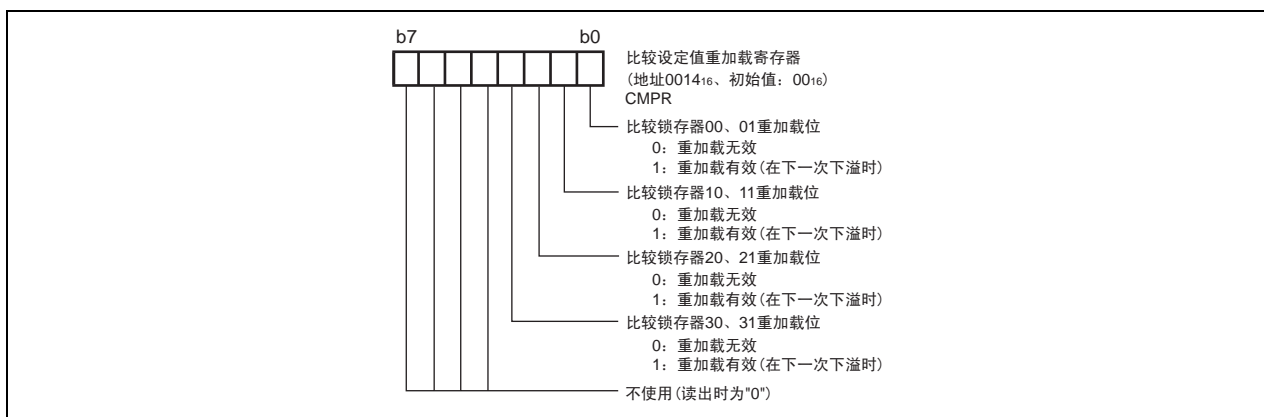 b7 b0
比较设定值重加载寄存器
(地址0014₁₆、初始值：00₁₆)
CMPR
比较锁存器00、01重加载位
0：重加载无效
1：重加载有效(在下一次下溢时)
比较锁存器10、11重加载位
0：重加载无效
1：重加载有效(在下一次下溢时)
比较锁存器20、21重加载位
0：重加载无效
1：重加载有效(在下一次下溢时)
比较锁存器30、31重加载位
0：重加载无效
1：重加载有效(在下一次下溢时)
不使用(读出时为"0")